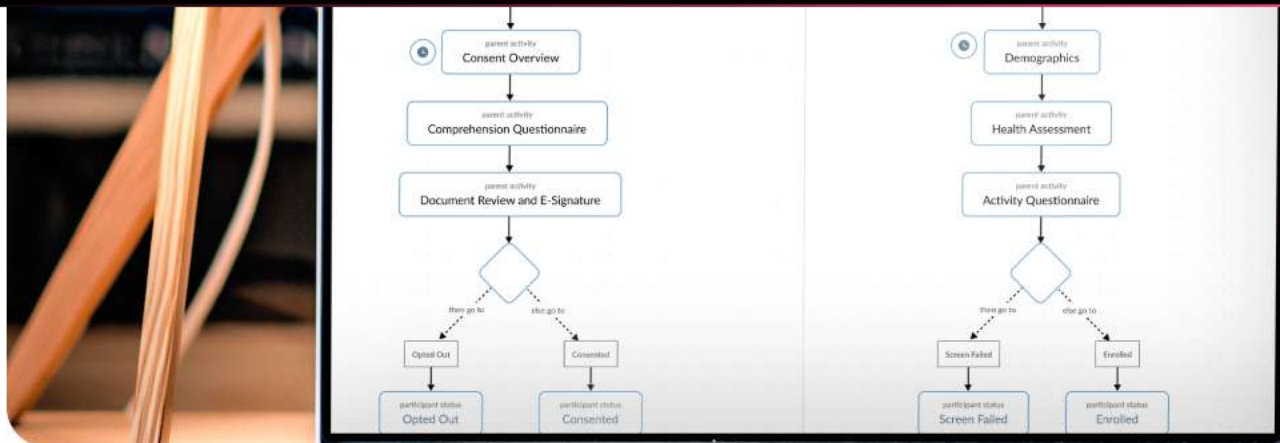 parent activity
Consent Overview
parent activity
Comprehension Questionnaire
parent activity
Document Review and E-Signature
then go to
else go to
Opted Out
Consented
participant status
Opted Out
participant status
Consented
parent activity
Demographics
parent activity
Health Assessment
parent activity
Activity Questionnaire
then go to
else go to
Screen Failed
Enrolled
participant status
Screen Failed
participant status
Enrolled